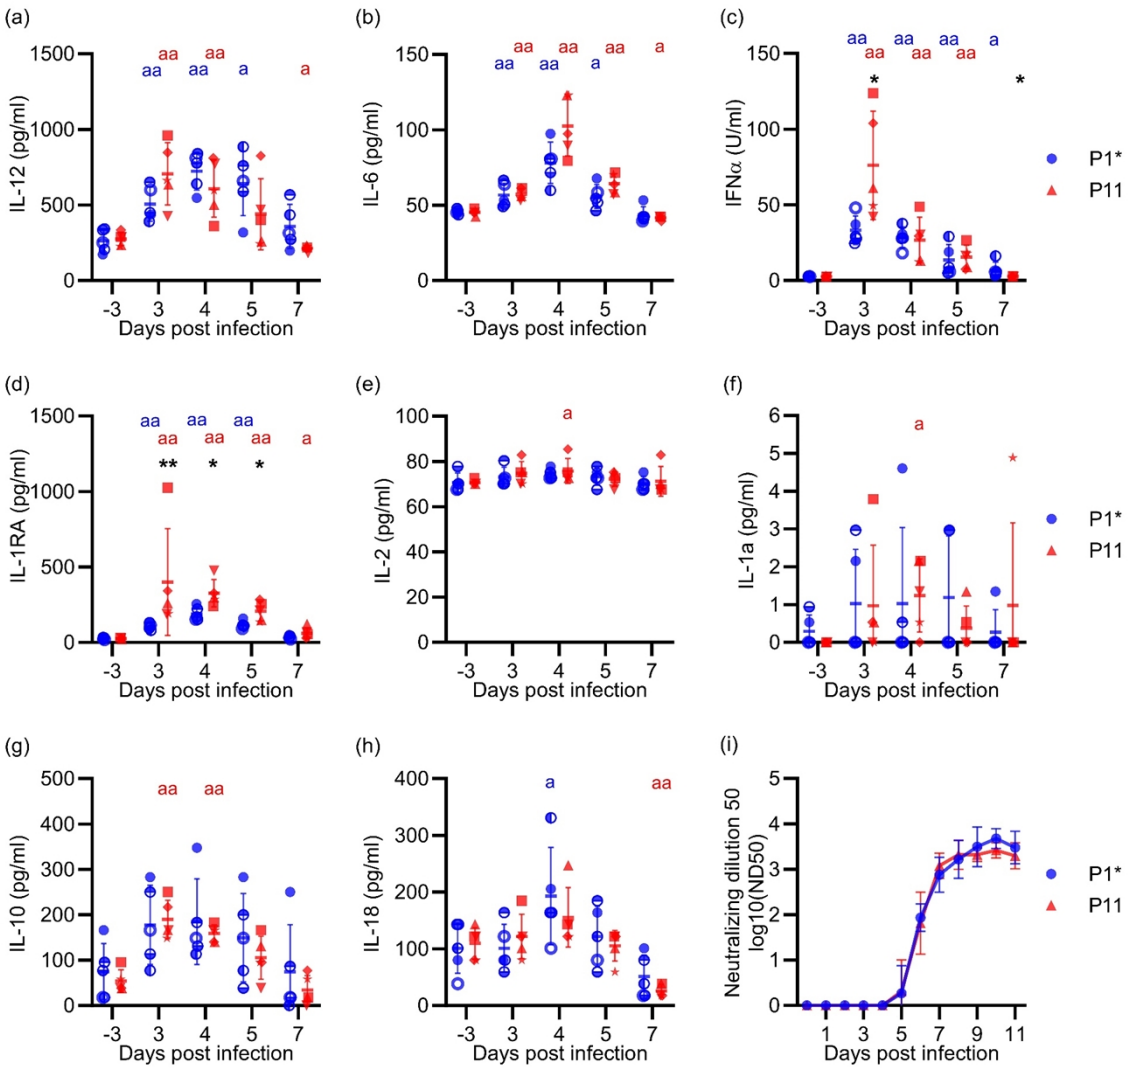 (a)
(b)
(c)
aa aa aa aa a a
aa aa aa aa a aa a
aa aa aa aa aa aa a
* *
1500
1000
500
0
IL-12 (pg/ml)
-3 3 4 5 7
Days post infection
150
100
50
0
IL-6 (pg/ml)
-3 3 4 5 7
Days post infection
150
100
50
0
IFNα (U/ml)
-3 3 4 5 7
Days post infection
P1*
P11
(d)
(e)
(f)
aa aa aa
aa aa aa a
** * *
1500
1000
500
0
IL-1RA (pg/ml)
-3 3 4 5 7
Days post infection
a
100
80
60
40
20
0
IL-2 (pg/ml)
-3 3 4 5 7
Days post infection
a
6
5
4
3
2
1
0
IL-1a (pg/ml)
-3 3 4 5 7
Days post infection
P1*
P11
(g)
(h)
(i)
aa aa
500
400
300
200
100
0
IL-10 (pg/ml)
-3 3 4 5 7
Days post infection
a aa
400
300
200
100
0
IL-18 (pg/ml)
-3 3 4 5 7
Days post infection
5
4
3
2
1
0
Neutralizing dilution 50
log10(ND50)
1 3 5 7 9 11
Days post infection
P1*
P11